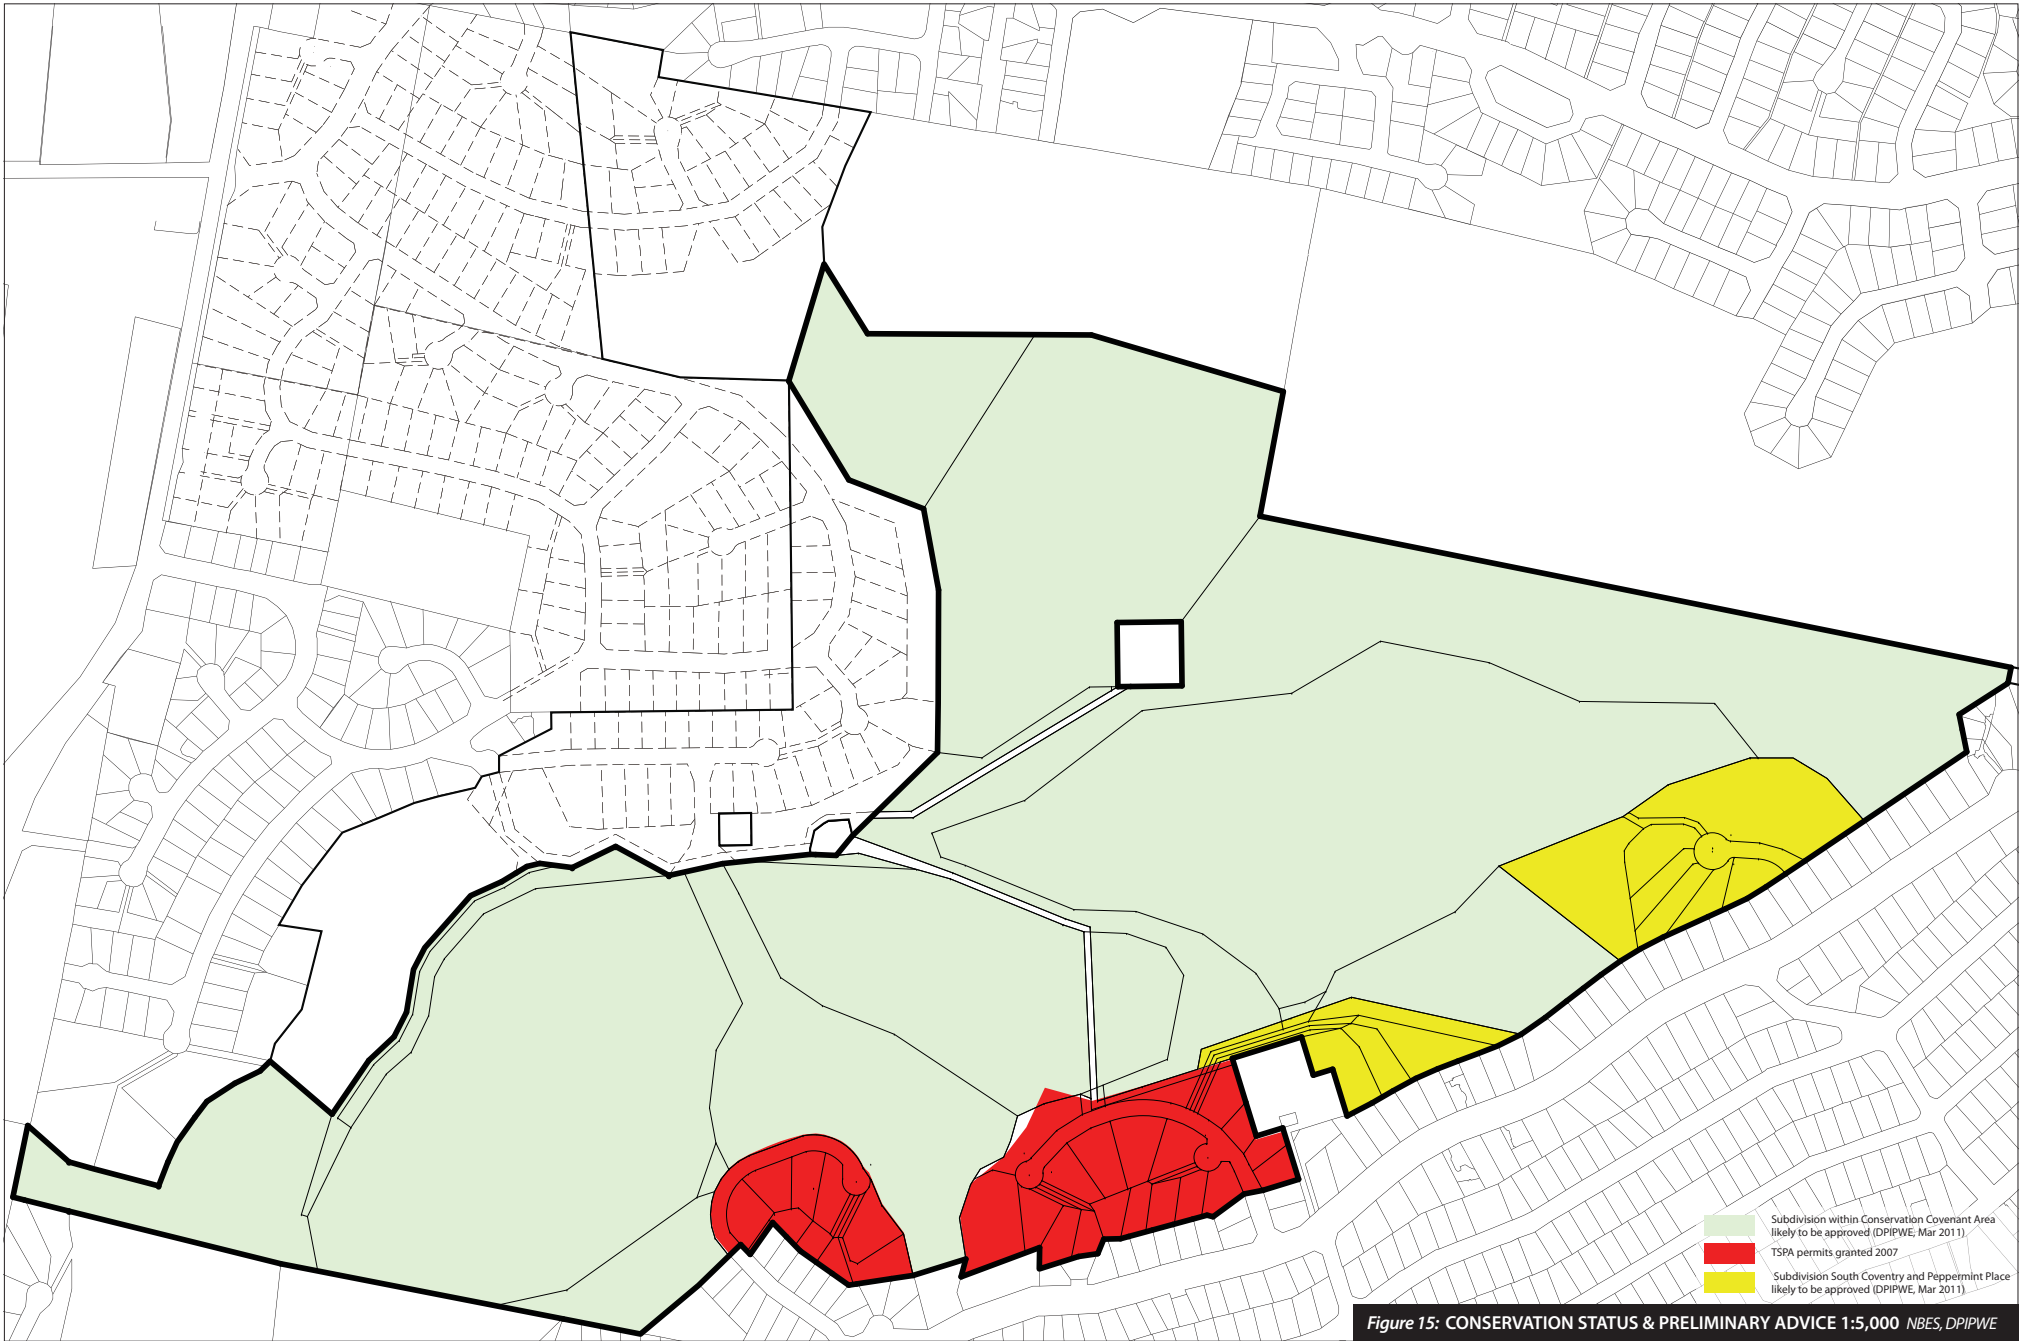 Subdivision within Conservation Covenant Area
likely to be approved (DPIPWE, Mar 2011)
TSPA permits granted 2007
Subdivision South Coventry and Peppermint Place
likely to be approved (DPIPWE, Mar 2011)
Figure 15: CONSERVATION STATUS & PRELIMINARY ADVICE 1:5,000 NBES, DPIPWE